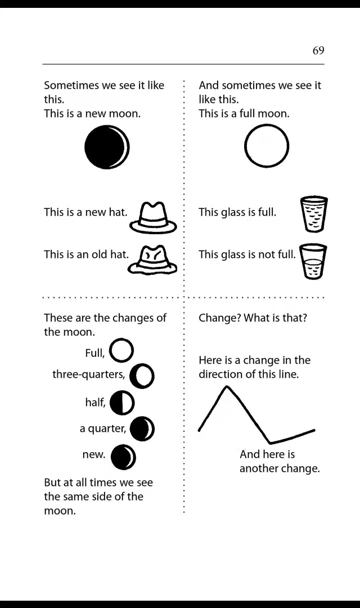 69
Sometimes we see it like
this.
This is a new moon.
And sometimes we see it
like this.
This is a full moon.
This is a new hat.
This is an old hat.
This glass is full.
This glass is not full.
These are the changes of
the moon.
Full,
three-quarters,
half,
a quarter,
new.
But at all times we see
the same side of the
moon.
Change? What is that?
Here is a change in the
direction of this line.
And here is
another change.